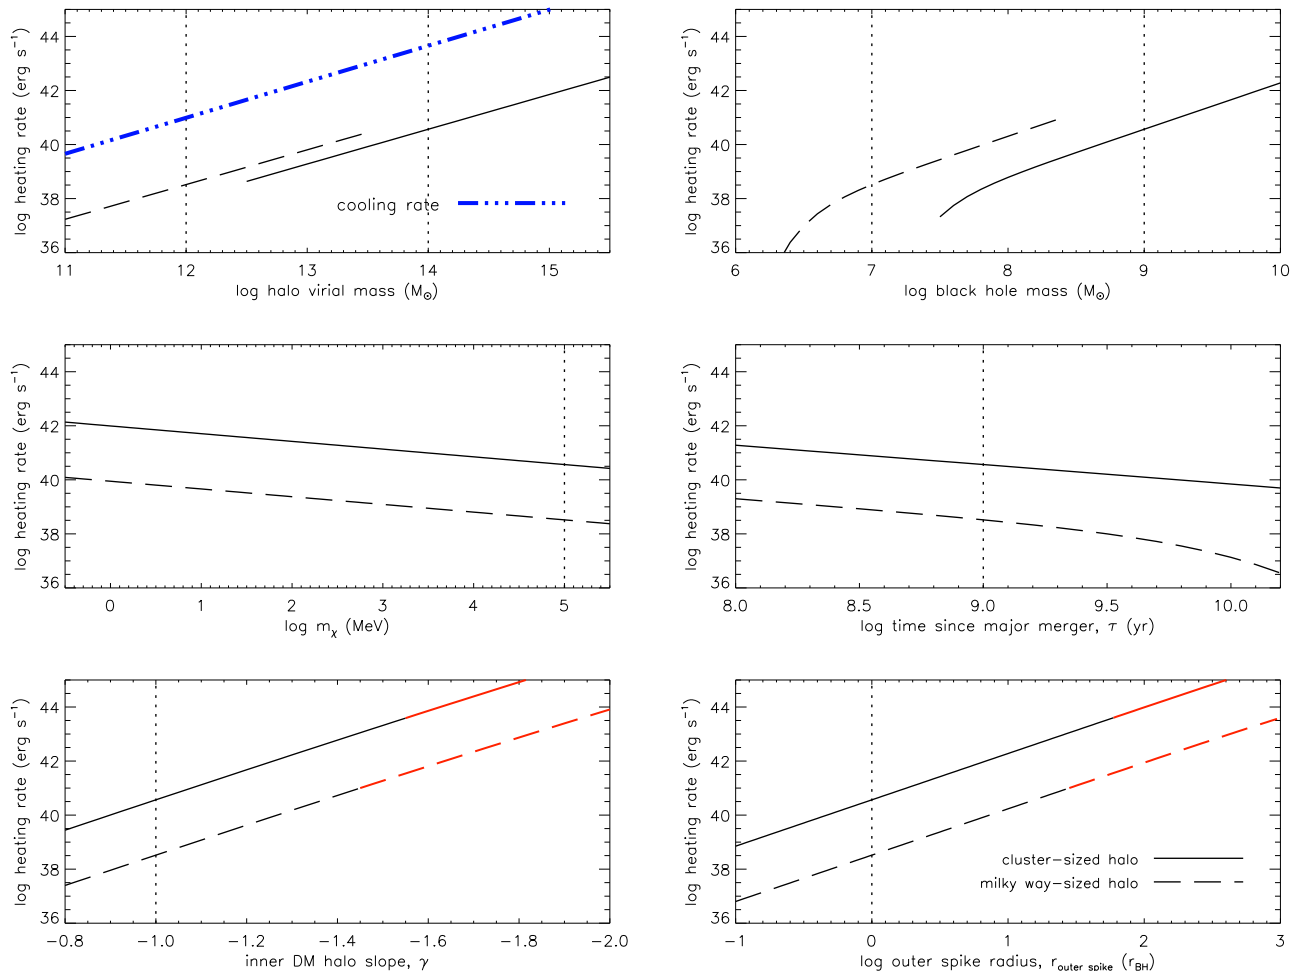 log heating rate (erg s⁻¹)
44
42
40
38
36
cooling rate
11 12 13 14 15
log halo virial mass (M☉)
log heating rate (erg s⁻¹)
44
42
40
38
36
6 7 8 9 10
log black hole mass (M☉)
log heating rate (erg s⁻¹)
44
42
40
38
36
0 1 2 3 4 5
log mχ (MeV)
log heating rate (erg s⁻¹)
44
42
40
38
36
8.0 8.5 9.0 9.5 10.0
log time since major merger, τ (yr)
log heating rate (erg s⁻¹)
44
42
40
38
36
−0.8 −1.0 −1.2 −1.4 −1.6 −1.8 −2.0
inner DM halo slope, γ
log heating rate (erg s⁻¹)
44
42
40
38
36
cluster−sized halo
milky way−sized halo
−1 0 1 2 3
log outer spike radius, r outer spike (r BH)